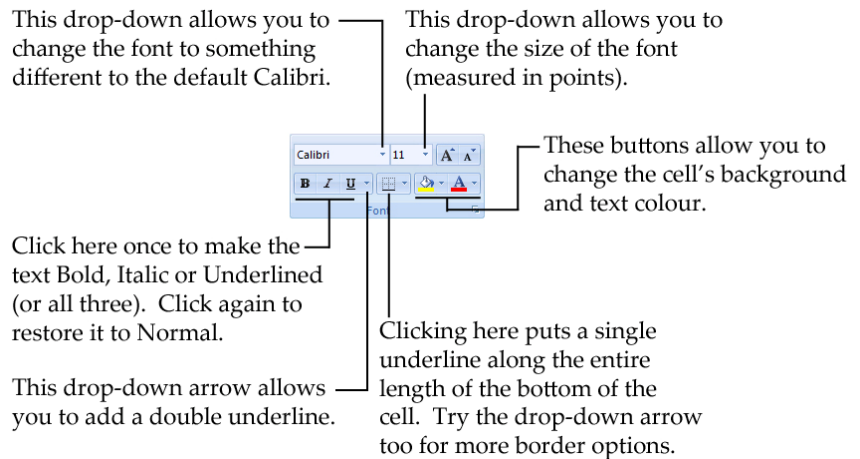 This drop-down allows you to
change the font to something
different to the default Calibri.
This drop-down allows you to
change the size of the font
(measured in points).
Calibri
11
A A
B I U
A
Font
These buttons allow you to
change the cell’s background
and text colour.
Click here once to make the
text Bold, Italic or Underlined
(or all three).  Click again to
restore it to Normal.
This drop-down arrow allows
you to add a double underline.
Clicking here puts a single
underline along the entire
length of the bottom of the
cell.  Try the drop-down arrow
too for more border options.